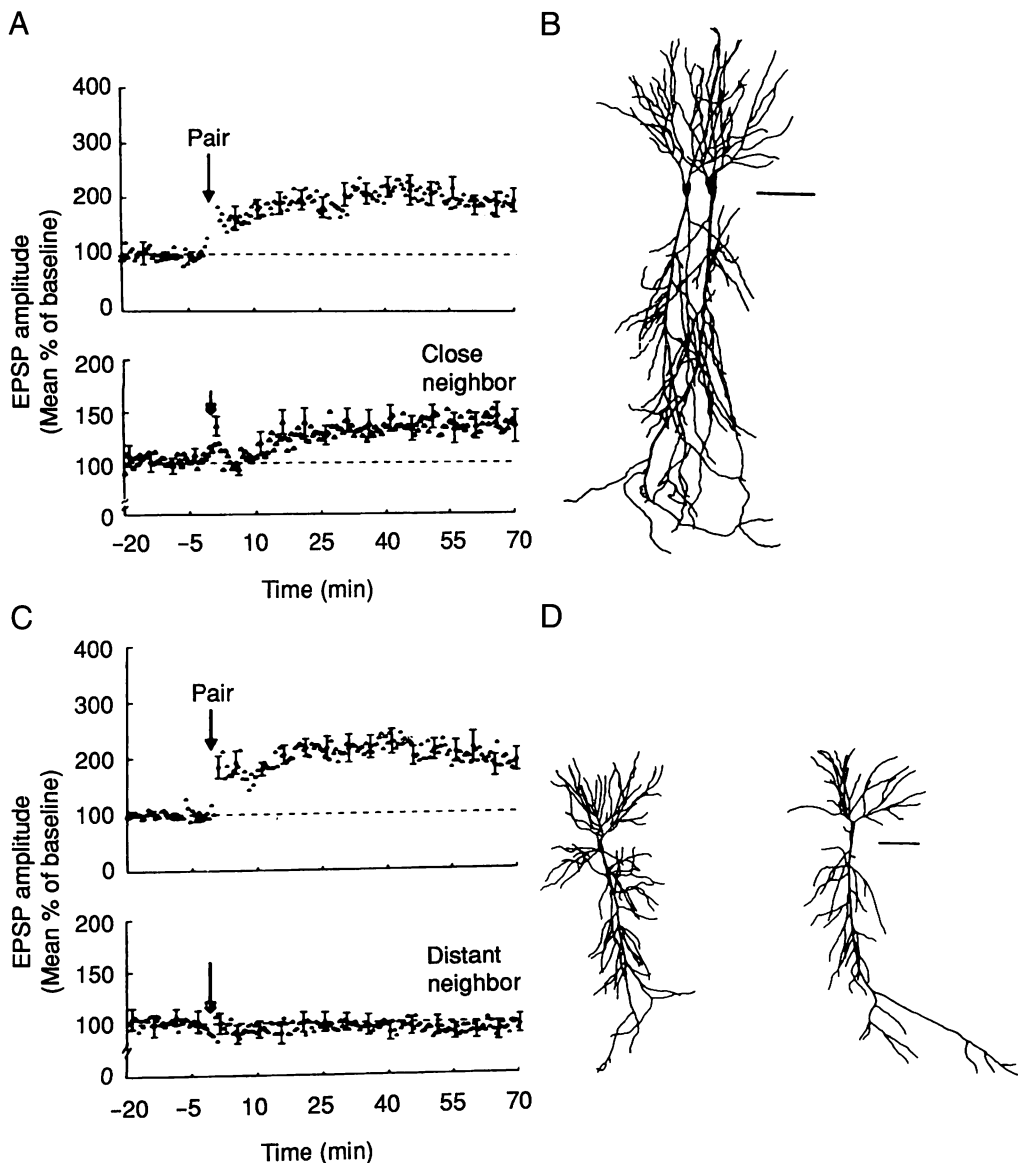 A
B
400
300
200
100
0
Pair
EPSP amplitude
(Mean % of baseline)
200
150
100
0
Close
neighbor
−20 −5 10 25 40 55 70
Time (min)
C
D
400
300
200
100
0
Pair
EPSP amplitude
(Mean % of baseline)
200
150
100
0
Distant
neighbor
−20 −5 10 25 40 55 70
Time (min)